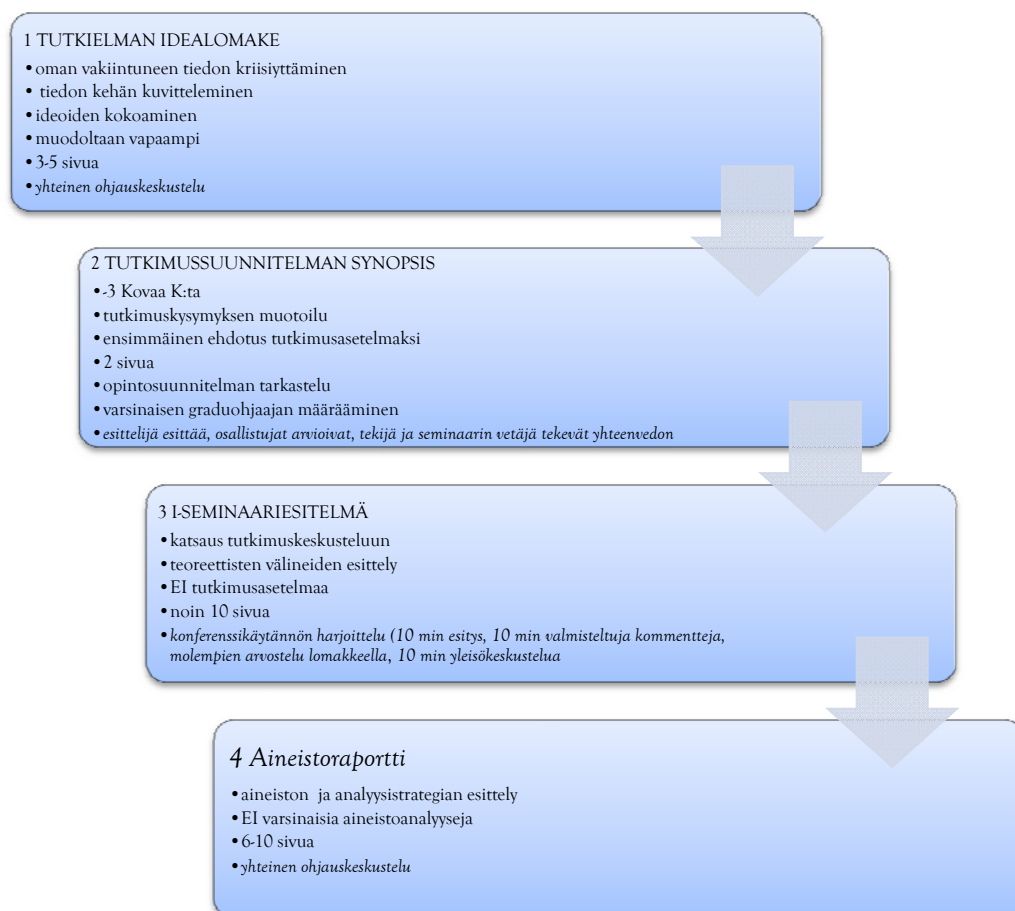 1 TUTKIELMAN IDEALOMAKE
•oman vakiintuneen tiedon kriisiyttäminen
• tiedon kehän kuvitteleminen
•ideoiden kokoaminen
•muodoltaan vapaampi
•3-5 sivua
•yhteinen ohjauskeskustelu
2 TUTKIMUSSUUNNITELMAN SYNOPSIS
•-3 Kovaa K:ta
•tutkimuskysymyksen muotoilu
•ensimmäinen ehdotus tutkimusasetelmaksi
•2 sivua
•opintosuunnitelman tarkastelu
•varsinaisen graduohjaajan määrääminen
•esittelijä esittää, osallistujat arvioivat, tekijä ja seminaarin vetäjä tekevät yhteenvedon
3 I-SEMINAARIESITELMÄ
•katsaus tutkimuskeskusteluun
•teoreettisten välineiden esittely
•EI tutkimusasetelmaa
•noin 10 sivua
•konferenssikäytännön harjoittelu (10 min esitys, 10 min valmisteltuja kommentteja,
molempien arvostelu lomakkeella, 10 min yleisökeskustelua
4 Aineistoraportti
•aineiston ja analyysistrategian esittely
•EI varsinaisia aineistoanalyyseja
•6-10 sivua
•yhteinen ohjauskeskustelu